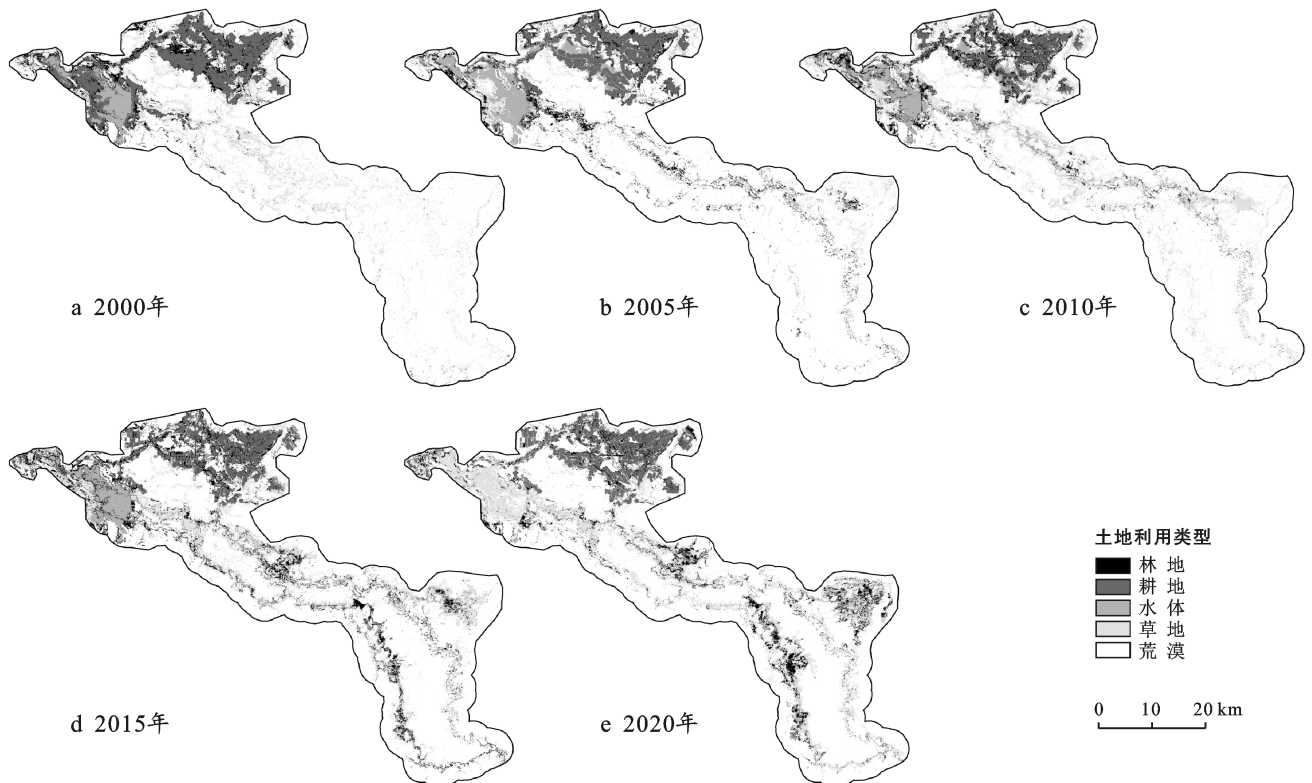 a 2000年
b 2005年
c 2010年
d 2015年
e 2020年
土地利用类型
林 地
耕 地
水 体
草 地
荒 漠
0 10 20 km